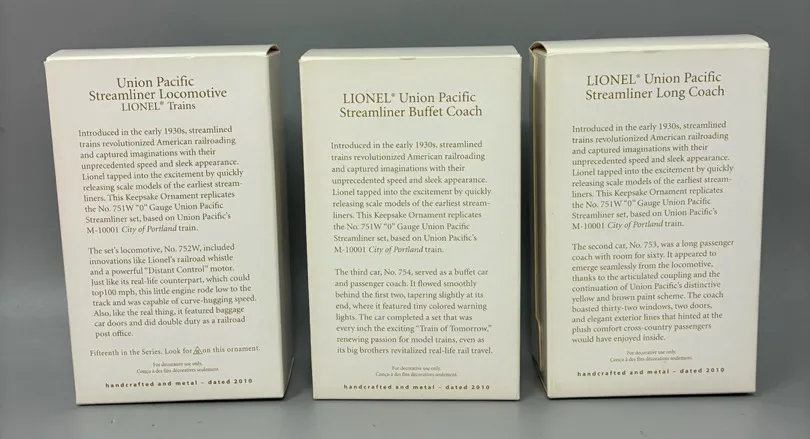 Union Pacific
Streamliner Locomotive
LIONEL® Trains
Introduced in the early 1930s, streamlined
trains revolutionized American railroading
and captured imaginations with their
unprecedented speed and sleek appearance.
Lionel tapped into the excitement by quickly
releasing scale models of the earliest stream-
liners. This Keepsake Ornament replicates
the No. 751W "0" Gauge Union Pacific
Streamliner set, based on Union Pacific's
M-10001 City of Portland train.
The set's locomotive, No. 752W, included
innovations like Lionel's railroad whistle
and a powerful "Distant Control" motor.
Just like its real-life counterpart, which could
top100 mph, this little engine rode low to the
track and was capable of curve-hugging speed.
Also, like the real thing, it featured baggage
car doors and did double duty as a railroad
post office.
Fifteenth in the Series. Look for on this ornament.
For decorative use only.
Conçu à des fins décoratives seulement.
handcrafted and metal – dated 2010
LIONEL® Union Pacific
Streamliner Buffet Coach
Introduced in the early 1930s, streamlined
trains revolutionized American railroading
and captured imaginations with their
unprecedented speed and sleek appearance.
Lionel tapped into the excitement by quickly
releasing scale models of the earliest stream-
liners. This Keepsake Ornament replicates
the No. 751W "0" Gauge Union Pacific
Streamliner set, based on Union Pacific's
M-10001 City of Portland train.
The third car, No. 754, served as a buffet car
and passenger coach. It flowed smoothly
behind the first two, tapering slightly at its
end, where it featured tiny colored warning
lights. The car completed a set that was
every inch the exciting "Train of Tomorrow,"
renewing passion for model trains, even as
its big brothers revitalized real-life rail travel.
For decorative use only.
Conçu à des fins décoratives seulement.
handcrafted and metal – dated 2010
LIONEL® Union Pacific
Streamliner Long Coach
Introduced in the early 1930s, streamlined
trains revolutionized American railroading
and captured imaginations with their
unprecedented speed and sleek appearance.
Lionel tapped into the excitement by quickly
releasing scale models of the earliest stream-
liners. This Keepsake Ornament replicates
the No. 751W "0" Gauge Union Pacific
Streamliner set, based on Union Pacific's
M-10001 City of Portland train.
The second car, No. 753, was a long passenger
coach with room for sixty. It appeared to
emerge seamlessly from the locomotive,
thanks to the articulated coupling and the
continuation of Union Pacific's distinctive
yellow and brown paint scheme. The coach
boasted thirty-two windows, two doors,
and elegant exterior lines that hinted at the
plush comfort cross-country passengers
would have enjoyed inside.
For decorative use only.
Conçu à des fins décoratives seulement.
handcrafted and metal – dated 2010